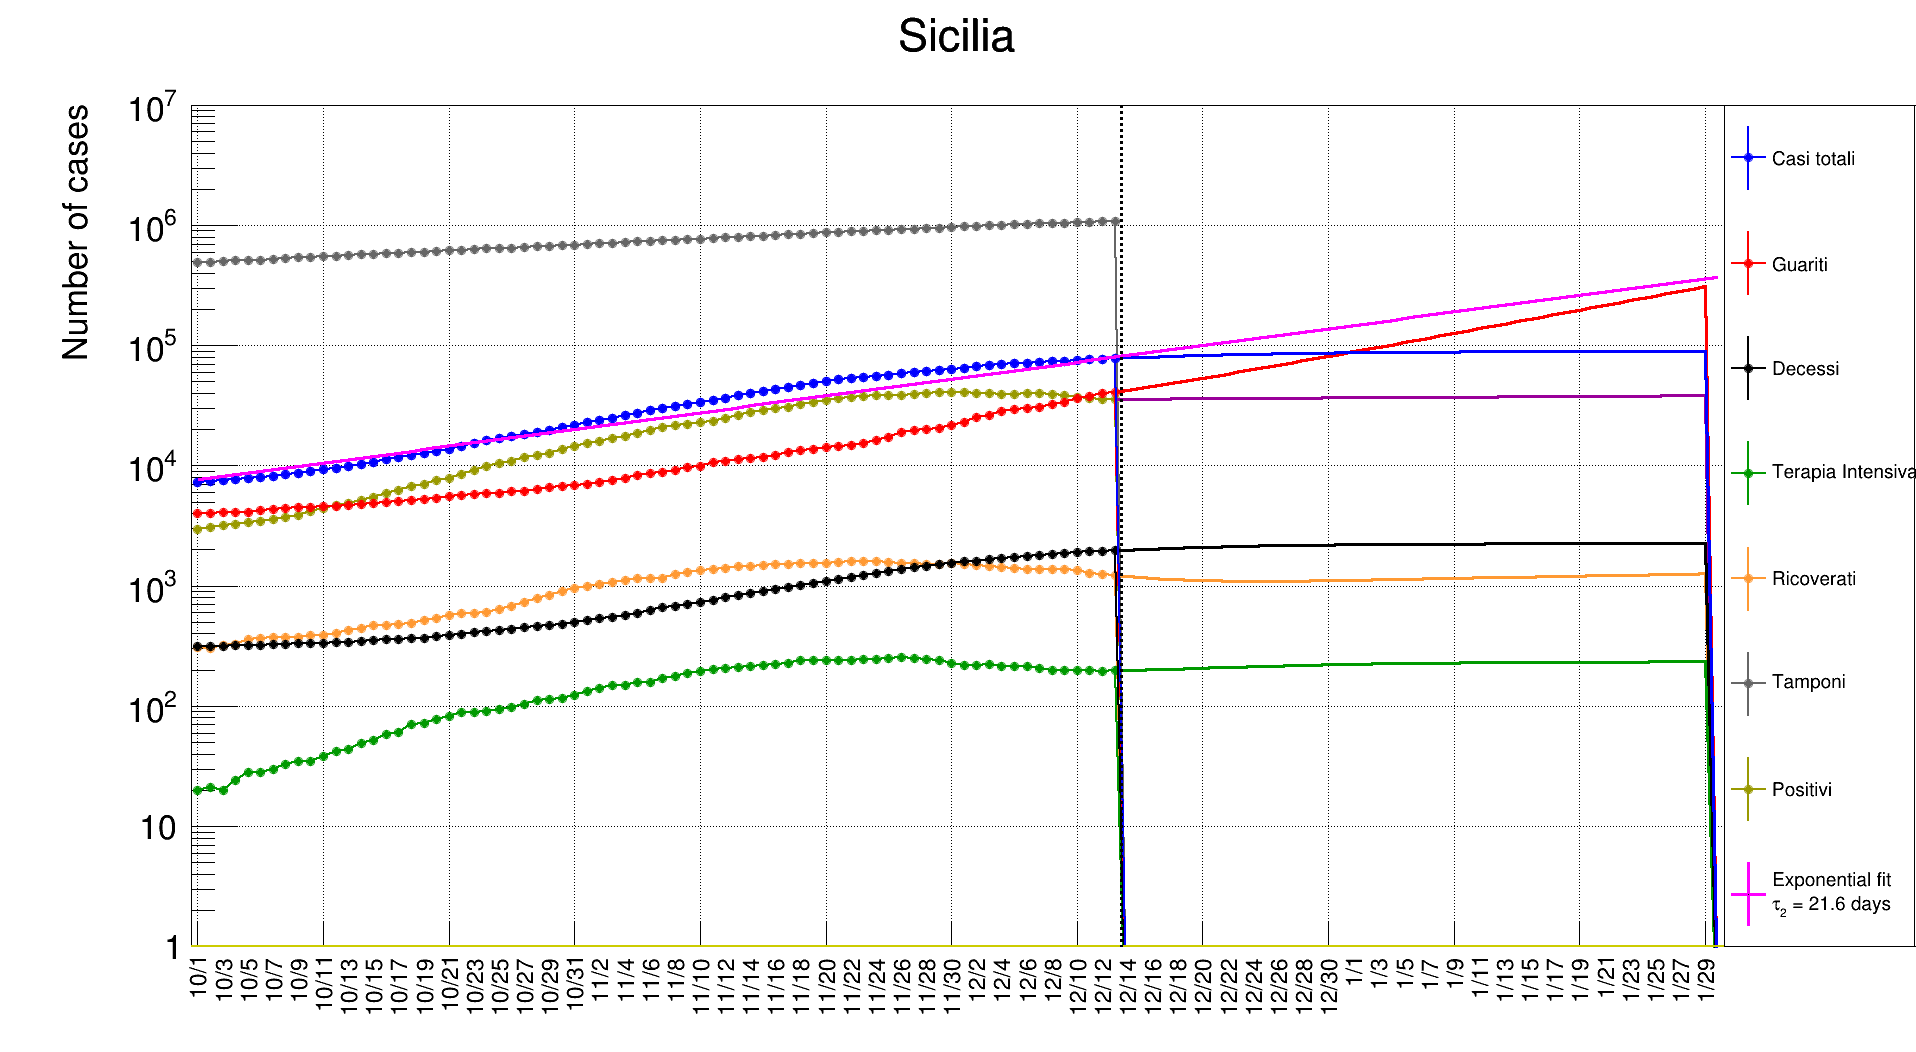 Sicilia
Number of cases
10^7
10^6
10^5
10^4
10^3
10^2
10
1
10/1 10/3 10/5 10/7 10/9 10/11 10/13 10/15 10/17 10/19 10/21 10/23 10/25 10/27 10/29 10/31 11/2 11/4 11/6 11/8 11/10 11/12 11/14 11/16 11/18 11/20 11/22 11/24 11/26 11/28 11/30 12/2 12/4 12/6 12/8 12/10 12/12 12/14 12/16 12/18 12/20 12/22 12/24 12/26 12/28 12/30 1/1 1/3 1/5 1/7 1/9 1/11 1/13 1/15 1/17 1/19 1/21 1/23 1/25 1/27 1/29
Casi totali
Guariti
Decessi
Terapia Intensiva
Ricoverati
Tamponi
Positivi
Exponential fit
τ₂ = 21.6 days